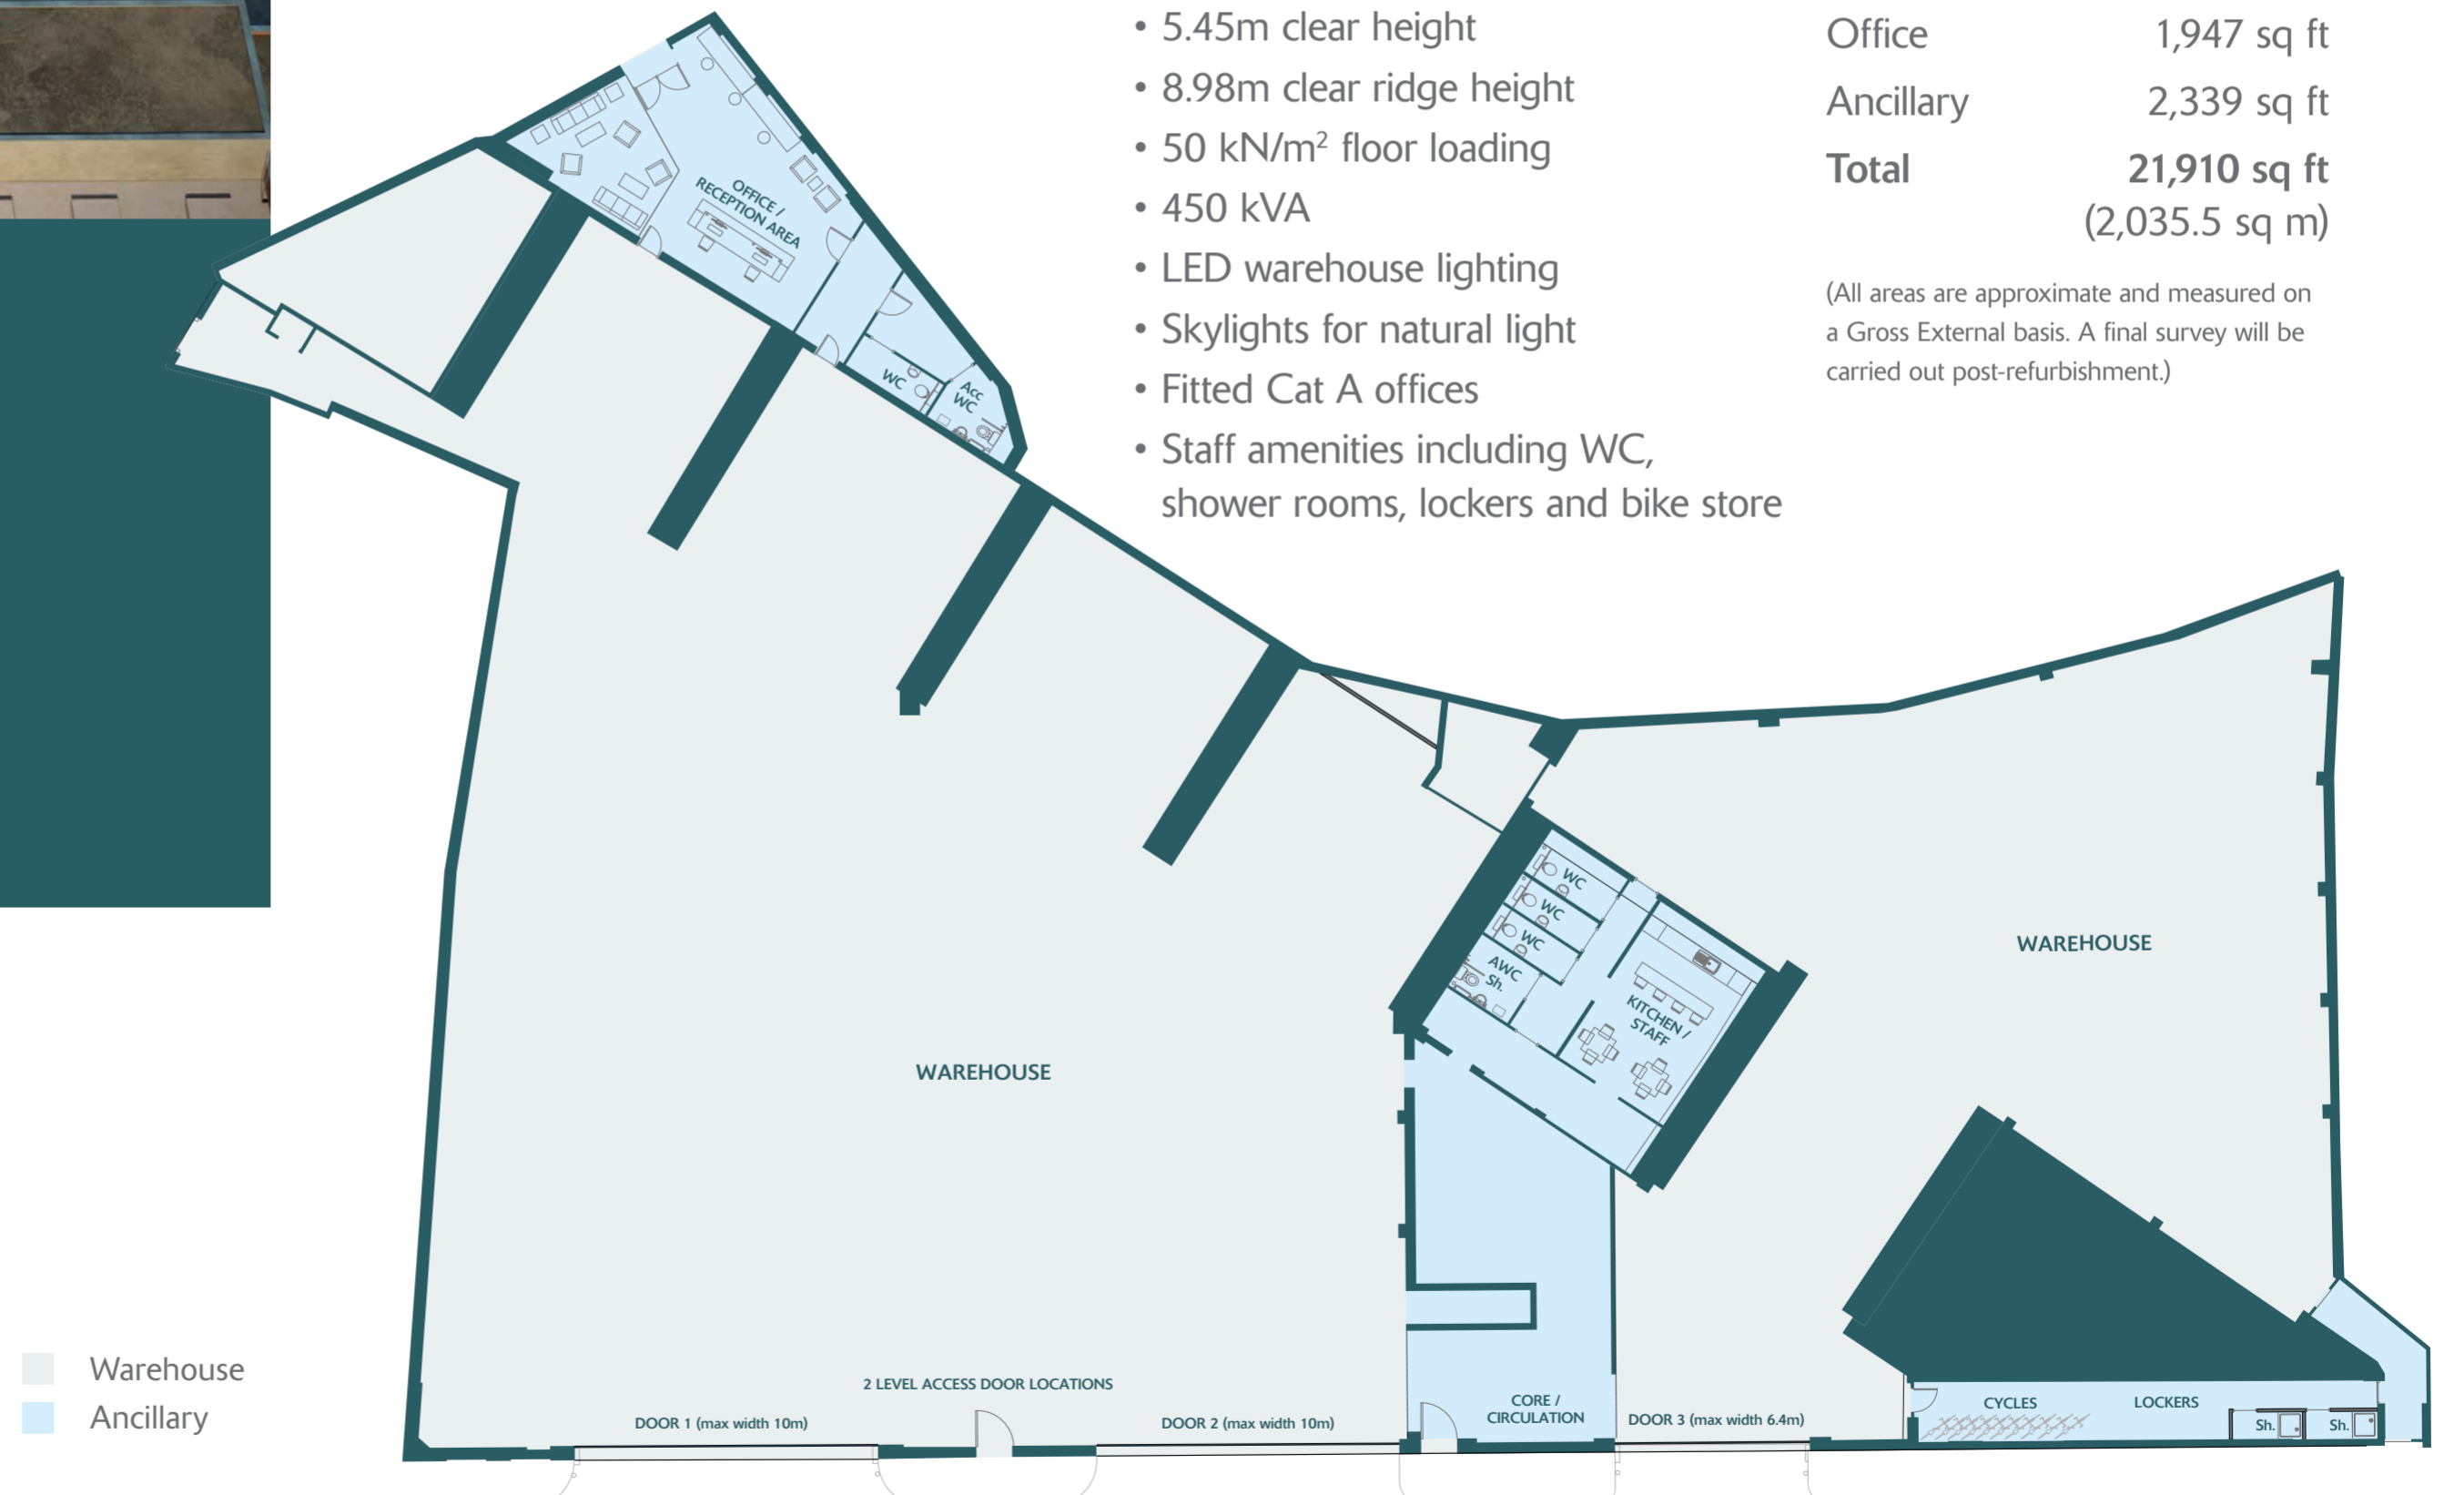 • 5.45m clear height
• 8.98m clear ridge height
• 50 kN/m² floor loading
• 450 kVA
• LED warehouse lighting
• Skylights for natural light
• Fitted Cat A offices
• Staff amenities including WC,
shower rooms, lockers and bike store
Office 1,947 sq ft
Ancillary 2,339 sq ft
Total 21,910 sq ft
(2,035.5 sq m)
(All areas are approximate and measured on
a Gross External basis. A final survey will be
carried out post-refurbishment.)
OFFICE /
RECEPTION AREA
WC
Acc
WC
WC
WC
WC
AWC
Sh.
KITCHEN /
STAFF
WAREHOUSE
WAREHOUSE
2 LEVEL ACCESS DOOR LOCATIONS
DOOR 1 (max width 10m)
DOOR 2 (max width 10m)
CORE /
CIRCULATION
DOOR 3 (max width 6.4m)
CYCLES
LOCKERS
Sh.
Sh.
Warehouse
Ancillary